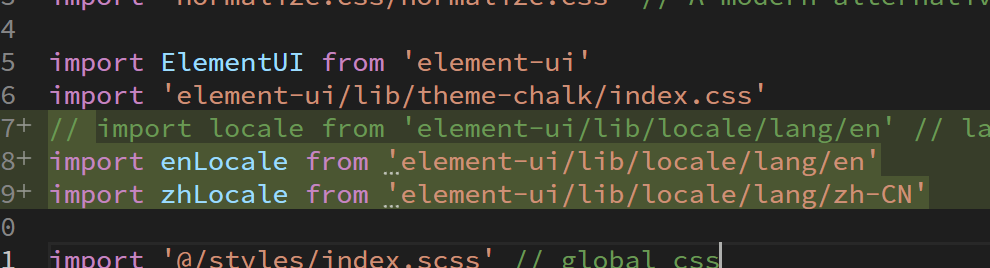 import 'normalize.css/normalize.css' // A modern alternativ
4
5 import ElementUI from 'element-ui'
6 import 'element-ui/lib/theme-chalk/index.css'
7+ // import locale from 'element-ui/lib/locale/lang/en' // la
8+ import enLocale from 'element-ui/lib/locale/lang/en'
9+ import zhLocale from 'element-ui/lib/locale/lang/zh-CN'
0
1 import '@/styles/index.scss' // global css